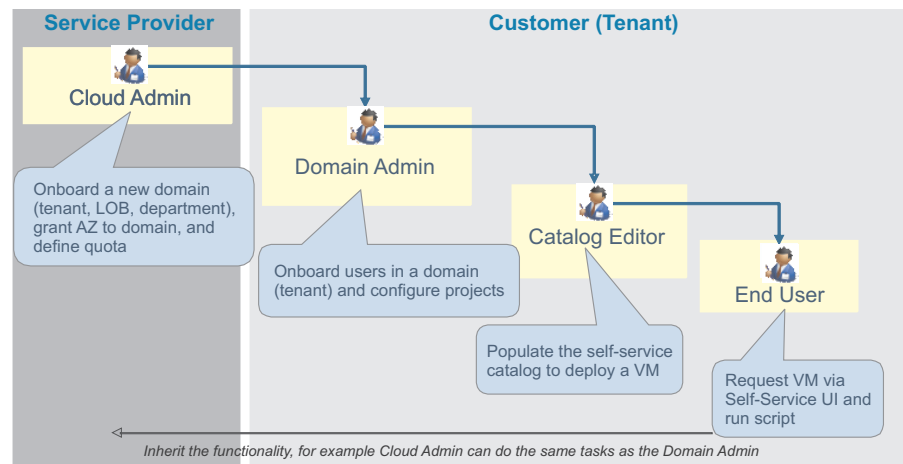 Service Provider
Customer (Tenant)
Cloud Admin
Onboard a new domain
(tenant, LOB, department),
grant AZ to domain, and
define quota
Domain Admin
Onboard users in a domain
(tenant) and configure projects
Catalog Editor
Populate the self-service
catalog to deploy a VM
End User
Request VM via
Self-Service UI and
run script
Inherit the functionality, for example Cloud Admin can do the same tasks as the Domain Admin